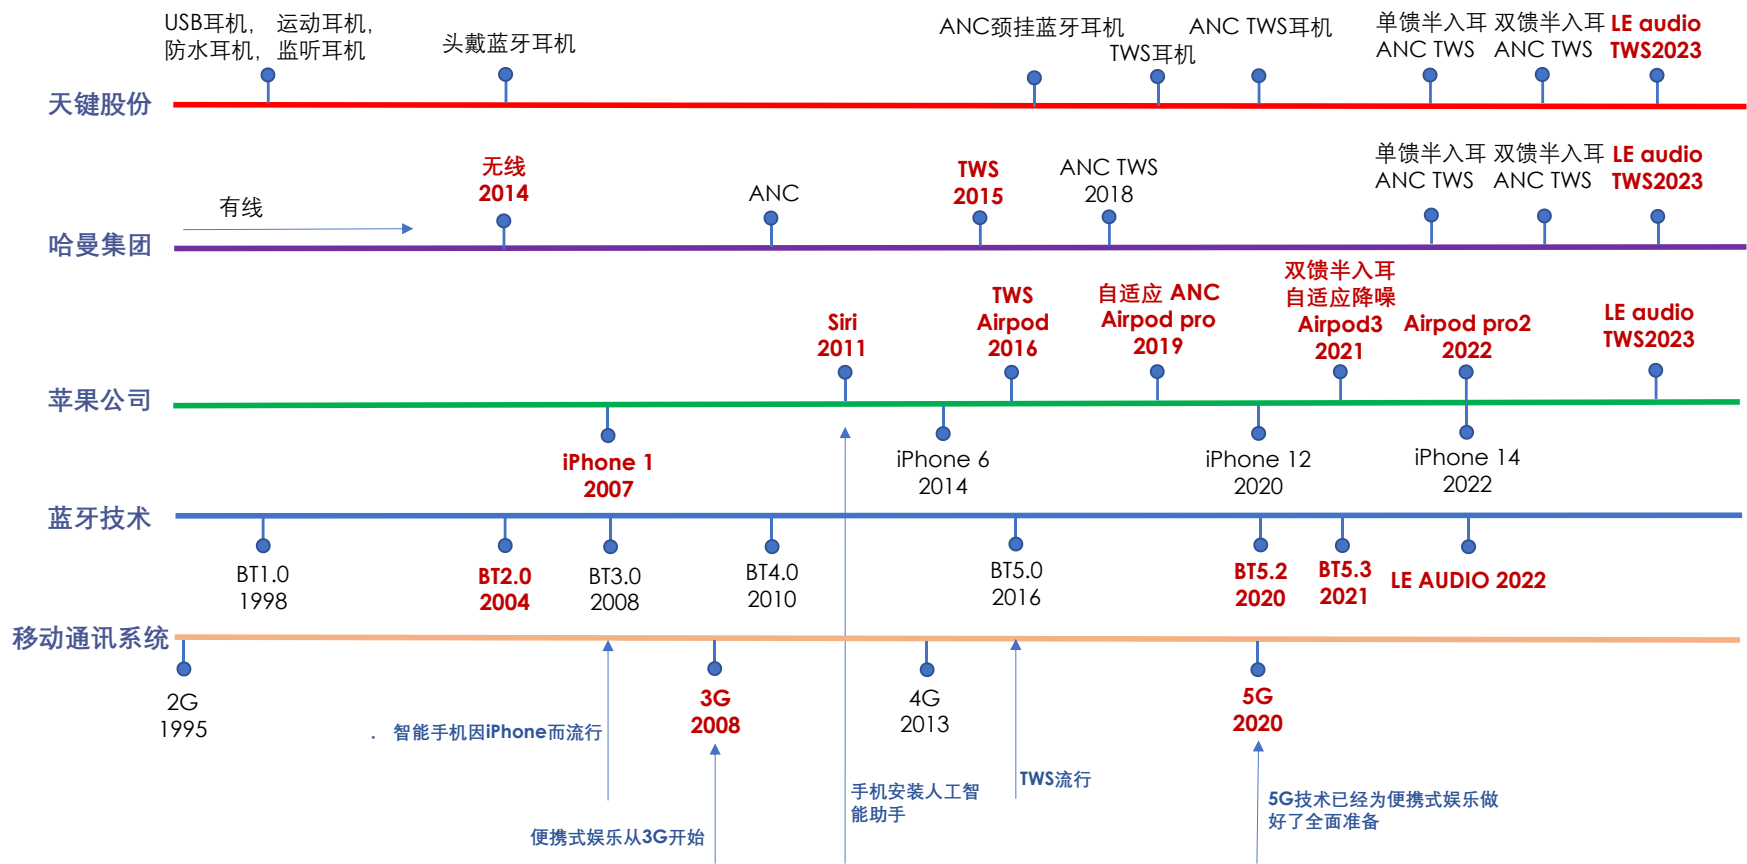 USB耳机， 运动耳机，
防水耳机， 监听耳机
头戴蓝牙耳机
ANC颈挂蓝牙耳机
TWS耳机
ANC TWS耳机
单馈半入耳
ANC TWS
双馈半入耳
ANC TWS
LE audio
TWS2023
天键股份
有线
无线
2014
ANC
TWS
2015
ANC TWS
2018
单馈半入耳
ANC TWS
双馈半入耳
ANC TWS
LE audio
TWS2023
哈曼集团
Siri
2011
TWS
Airpod
2016
自适应 ANC
Airpod pro
2019
双馈半入耳
自适应降噪
Airpod3
2021
Airpod pro2
2022
LE audio
TWS2023
苹果公司
iPhone 1
2007
iPhone 6
2014
iPhone 12
2020
iPhone 14
2022
蓝牙技术
BT1.0
1998
BT2.0
2004
BT3.0
2008
BT4.0
2010
BT5.0
2016
BT5.2
2020
BT5.3
2021
LE AUDIO 2022
移动通讯系统
2G
1995
3G
2008
4G
2013
5G
2020
. 智能手机因iPhone而流行
便携式娱乐从3G开始
手机安装人工智
能助手
TWS流行
5G技术已经为便携式娱乐做
好了全面准备